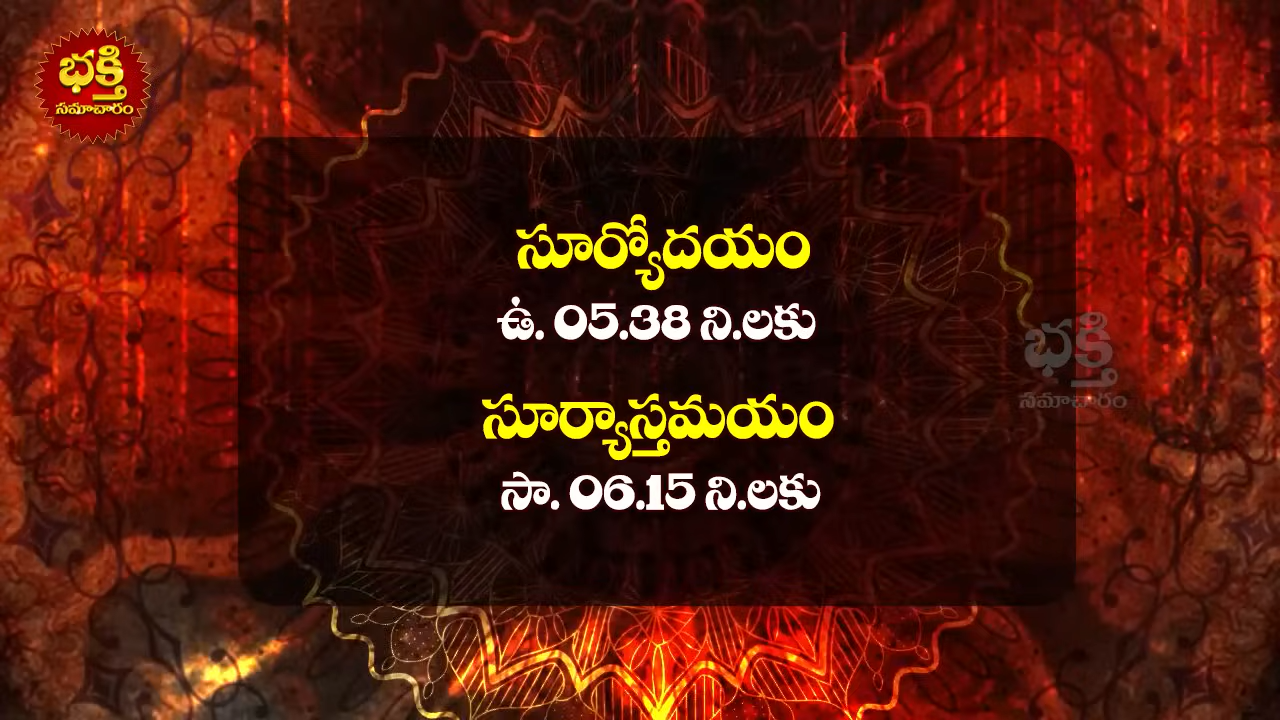 భక్తి
సమాచారం
సూర్యోదయం
ఉ. 05.38 ని.లకు
సూర్యాస్తమయం
సా. 06.15 ని.లకు
భక్తి
సమాచారం